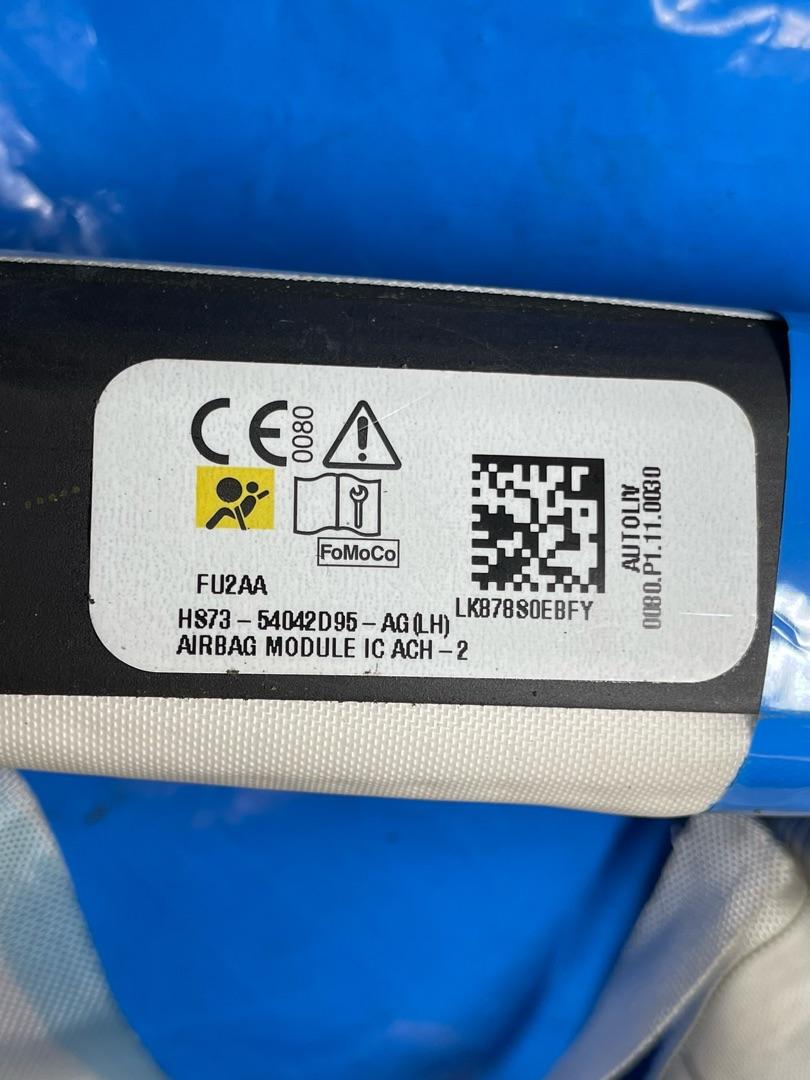 CE 0080
FoMoCo
FU2AA
HS73-54042D95-AG(LH)
AIRBAG MODULE IC ACH-2
LK878S0EBFY
AUTOLIV
0080.P1.11.0030